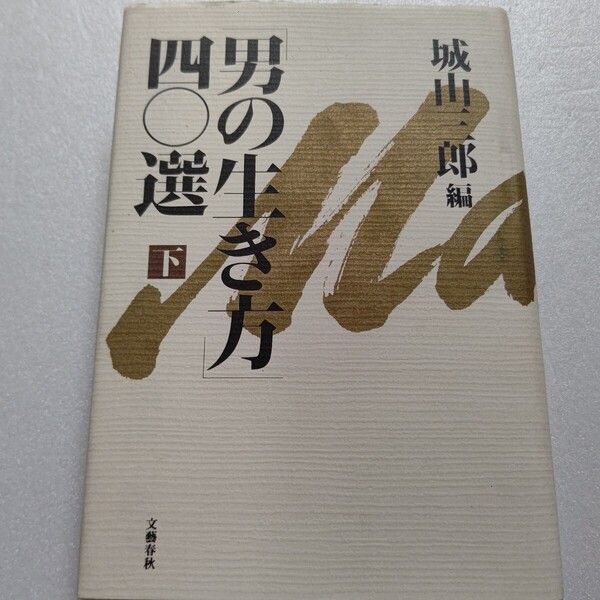 城山三郎編
「男の生き方」
四〇選
下
Ma
文藝春秋